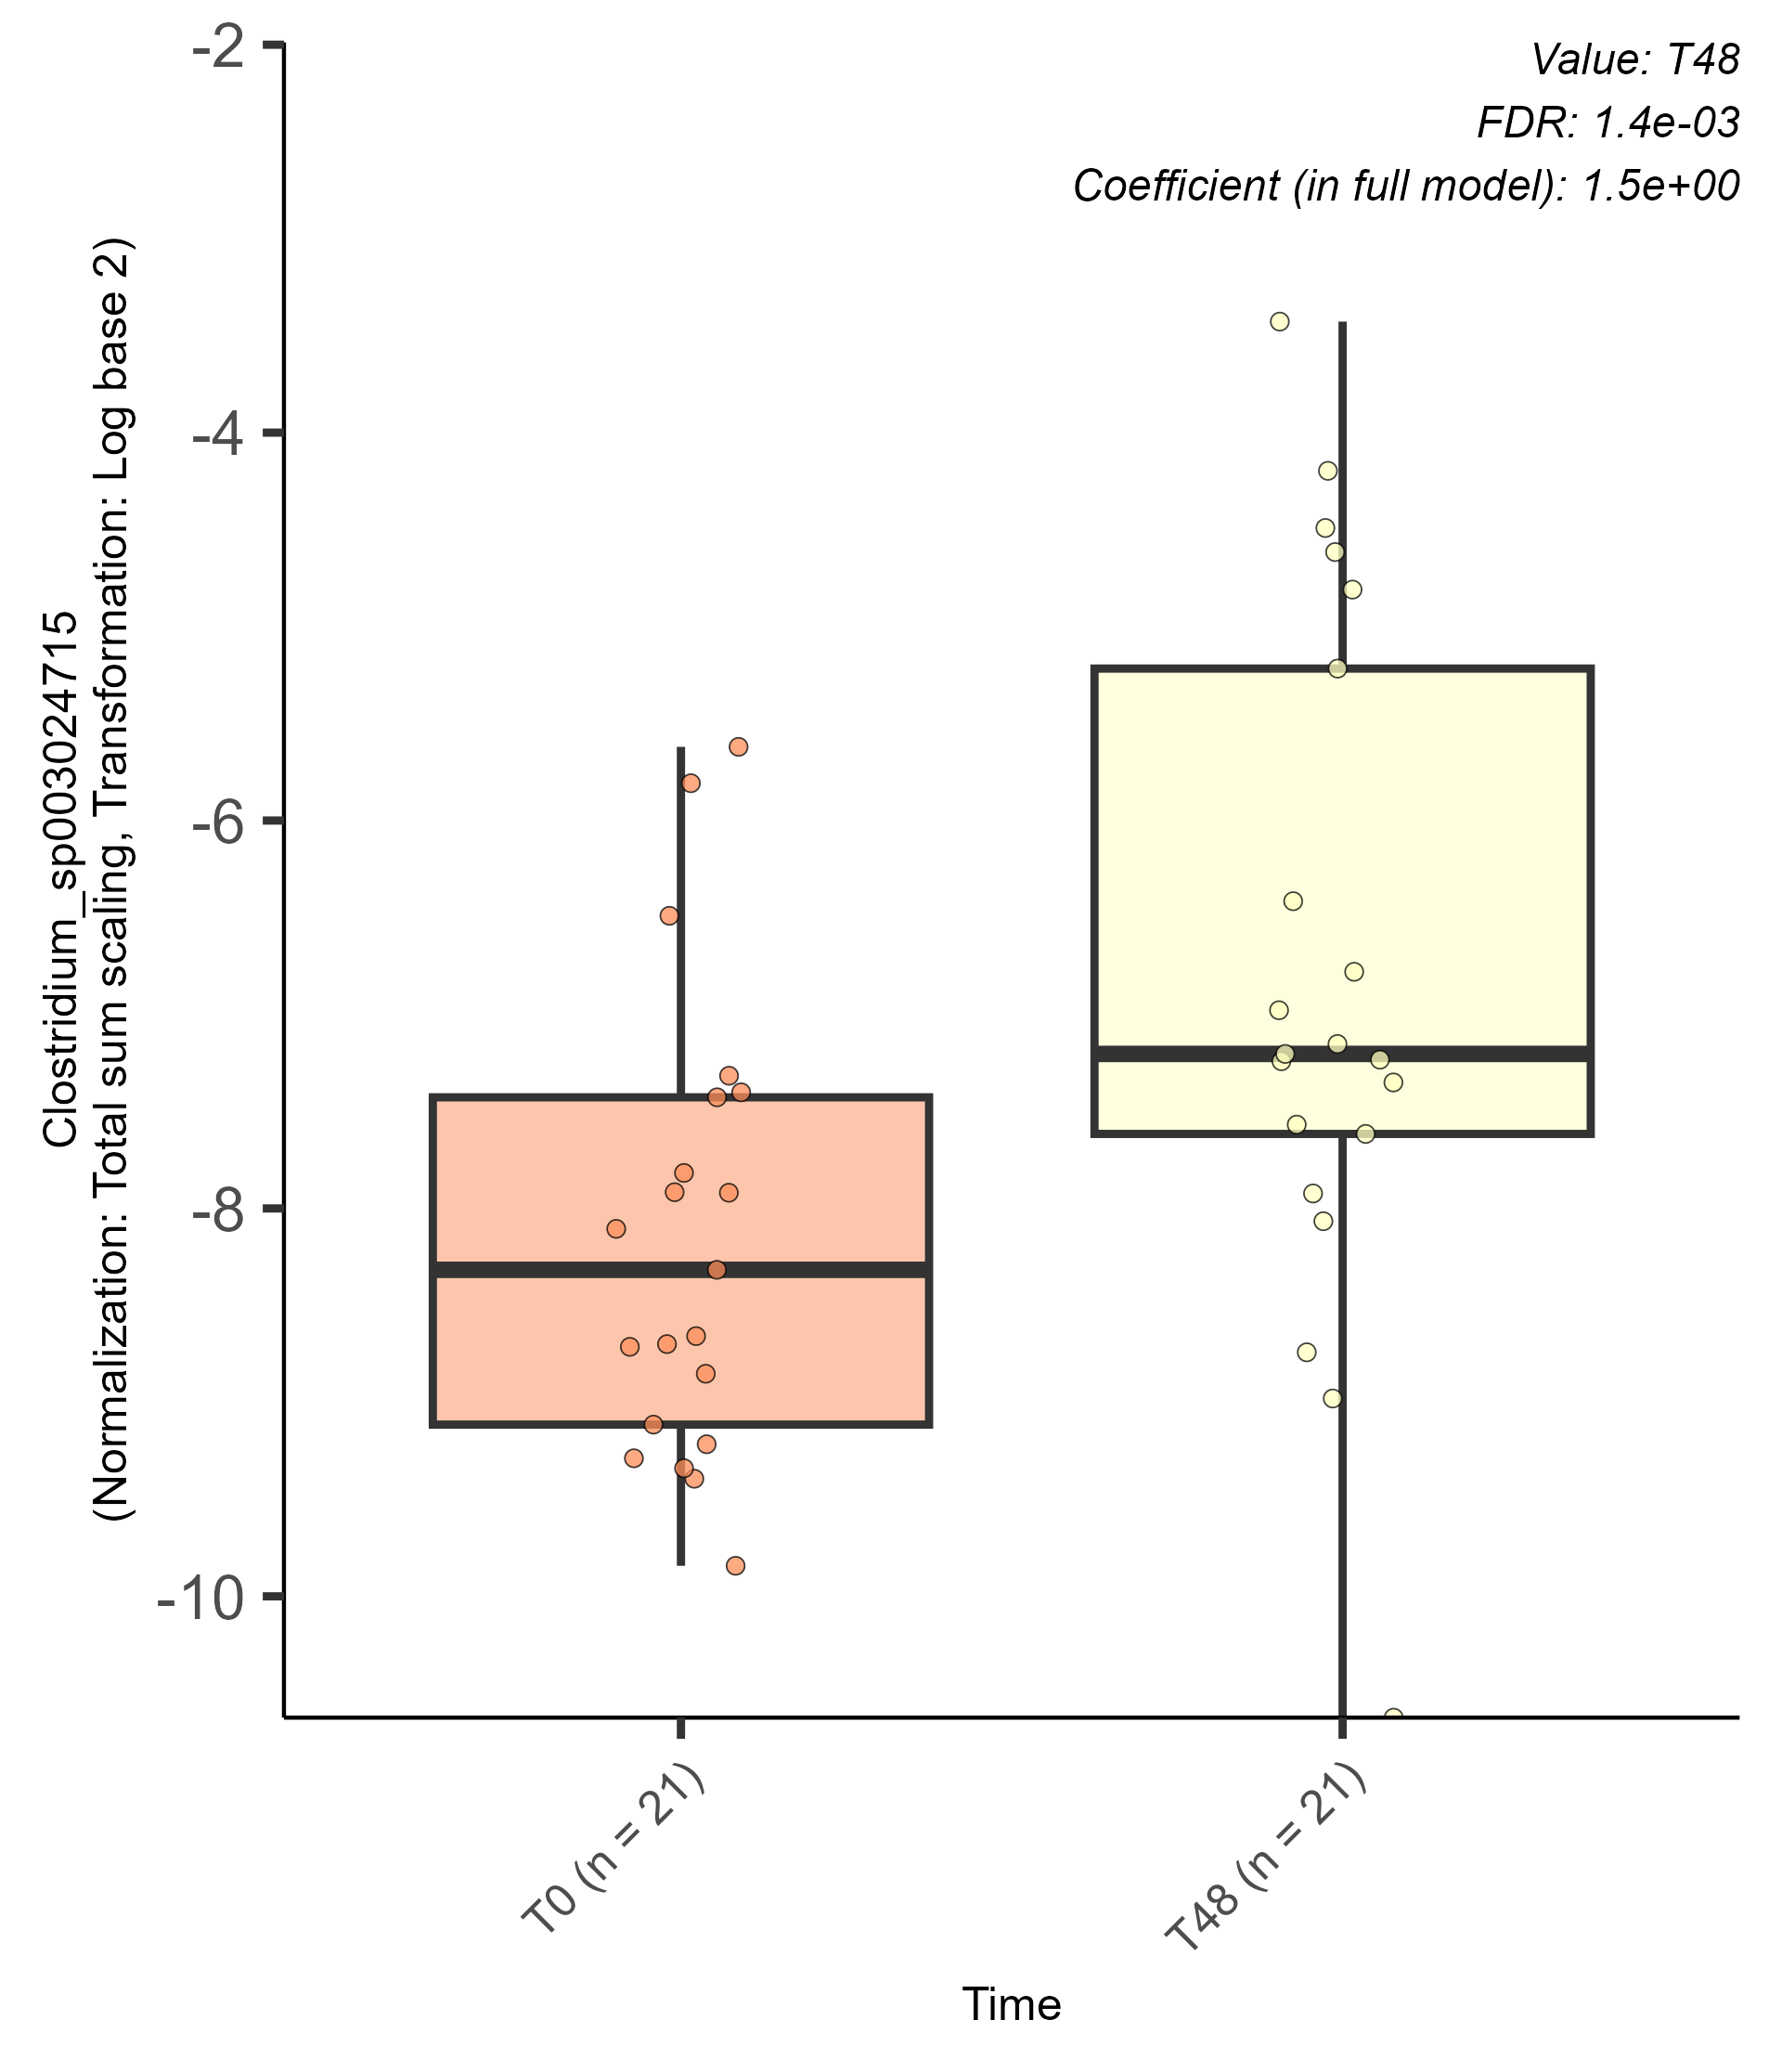 Value: T48
FDR: 1.4e-03
Coefficient (in full model): 1.5e+00
Clostridium_sp003024715
(Normalization: Total sum scaling, Transformation: Log base 2)
-2
-4
-6
-8
-10
T0 (n = 21)
T48 (n = 21)
Time